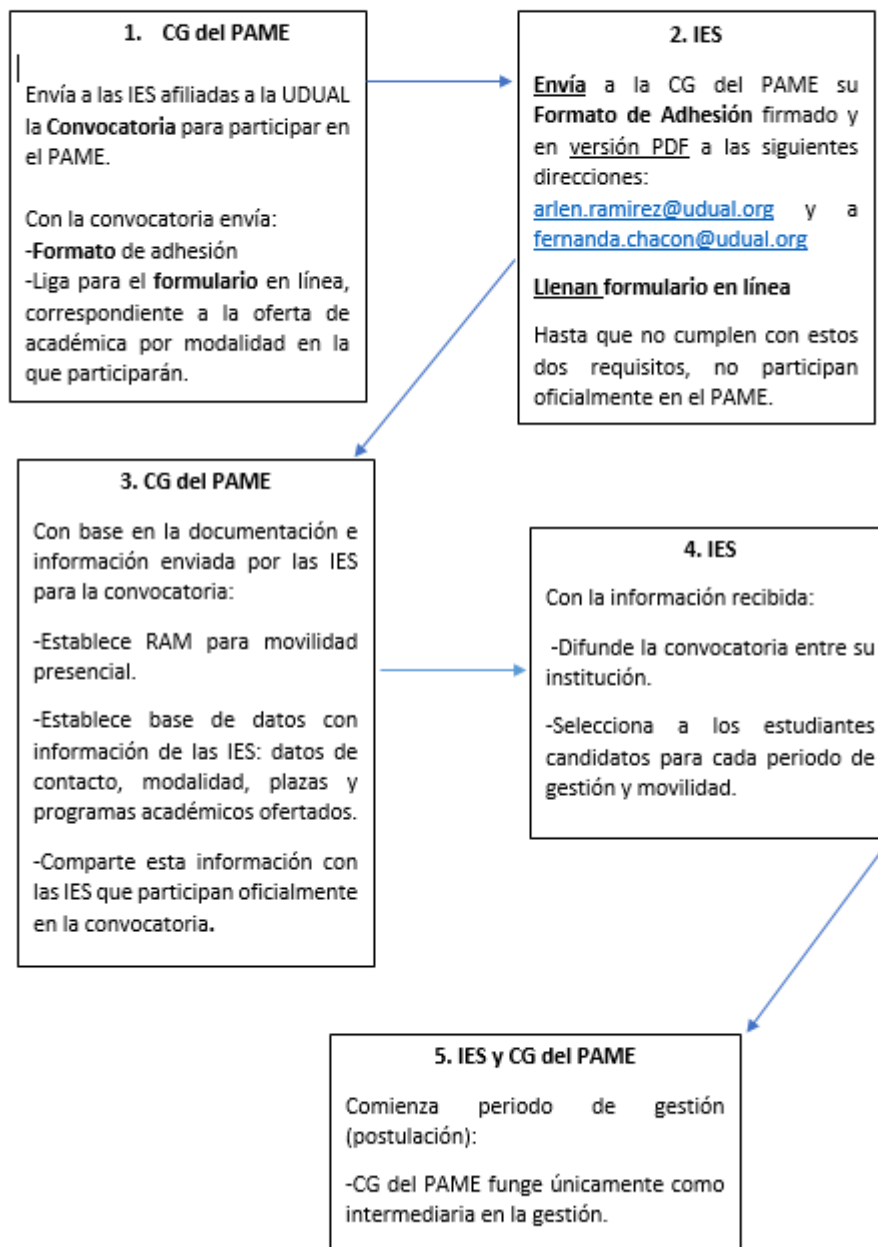 1. CG del PAME
Envía a las IES afiliadas a la UDUAL
la Convocatoria para participar en
el PAME.
Con la convocatoria envía:
-Formato de adhesión
-Liga para el formulario en línea,
correspondiente a la oferta de
académica por modalidad en la
que participarán.
2. IES
Envía a la CG del PAME su
Formato de Adhesión firmado y
en versión PDF a las siguientes
direcciones:
arlen.ramirez@udual.org y a
fernanda.chacon@udual.org
Llenan formulario en línea
Hasta que no cumplen con estos
dos requisitos, no participan
oficialmente en el PAME.
3. CG del PAME
Con base en la documentación e
información enviada por las IES
para la convocatoria:
-Establece RAM para movilidad
presencial.
-Establece base de datos con
información de las IES: datos de
contacto, modalidad, plazas y
programas académicos ofertados.
-Comparte esta información con
las IES que participan oficialmente
en la convocatoria.
4. IES
Con la información recibida:
-Difunde la convocatoria entre su
institución.
-Selecciona a los estudiantes
candidatos para cada periodo de
gestión y movilidad.
5. IES y CG del PAME
Comienza periodo de gestión
(postulación):
-CG del PAME funge únicamente como
intermediaria en la gestión.